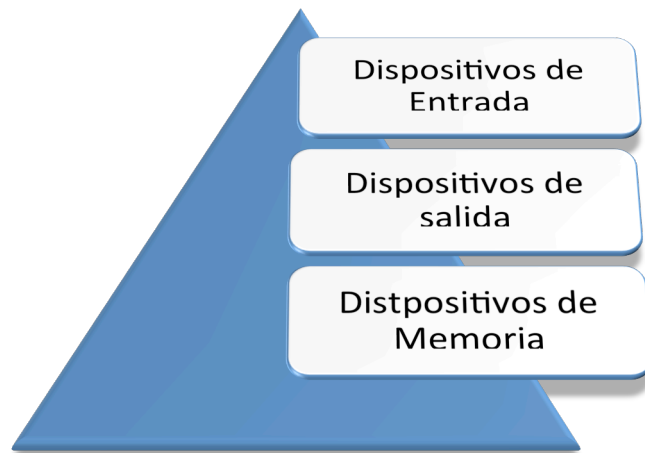 Dispositivos de
Entrada
Dispositivos de
salida
Distpositivos de
Memoria